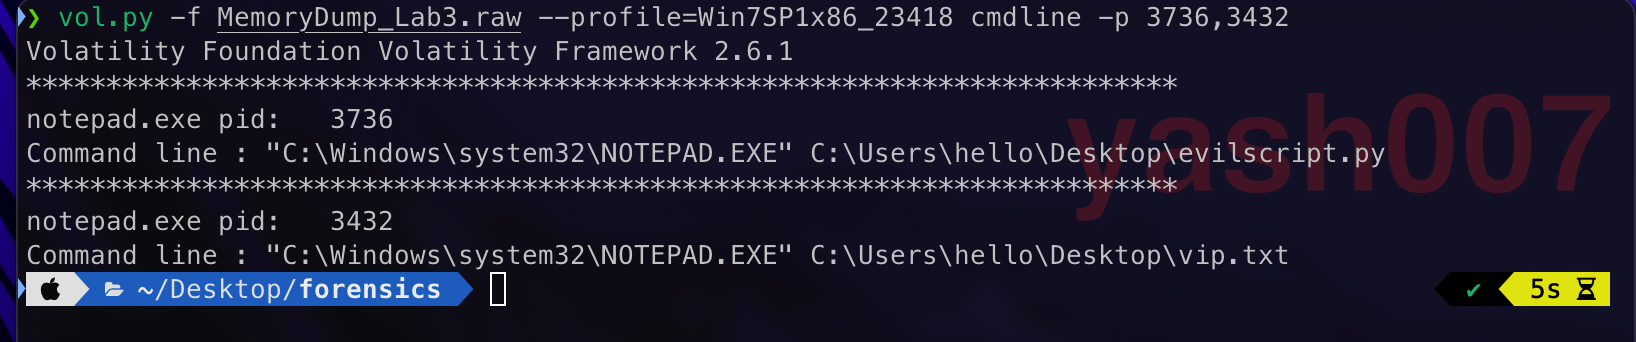 ❯ vol.py -f MemoryDump_Lab3.raw --profile=Win7SP1x86_23418 cmdline -p 3736,3432
Volatility Foundation Volatility Framework 2.6.1
************************************************************************
notepad.exe pid:   3736
Command line : "C:\Windows\system32\NOTEPAD.EXE" C:\Users\hello\Desktop\evilscript.py
************************************************************************
notepad.exe pid:   3432
Command line : "C:\Windows\system32\NOTEPAD.EXE" C:\Users\hello\Desktop\vip.txt
~/Desktop/forensics ✔ 5s
yash007